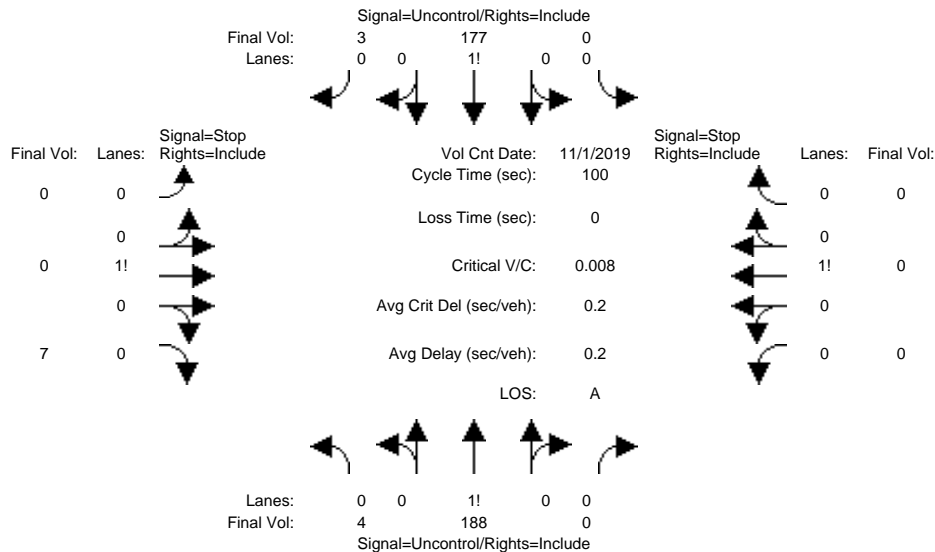 Signal=Uncontrol/Rights=Include
Final Vol: 3 177 0
Lanes: 0 0 1! 0 0
Signal=Stop
Final Vol: Lanes: Rights=Include
Vol Cnt Date: 11/1/2019
Signal=Stop
Rights=Include Lanes: Final Vol:
Cycle Time (sec): 100
0 0
0 0
Loss Time (sec): 0
0
0
0 1!
Critical V/C: 0.008
1! 0
0
Avg Crit Del (sec/veh): 0.2
0
7 0
Avg Delay (sec/veh): 0.2
0 0
LOS: A
Lanes: 0 0 1! 0 0
Final Vol: 4 188 0
Signal=Uncontrol/Rights=Include